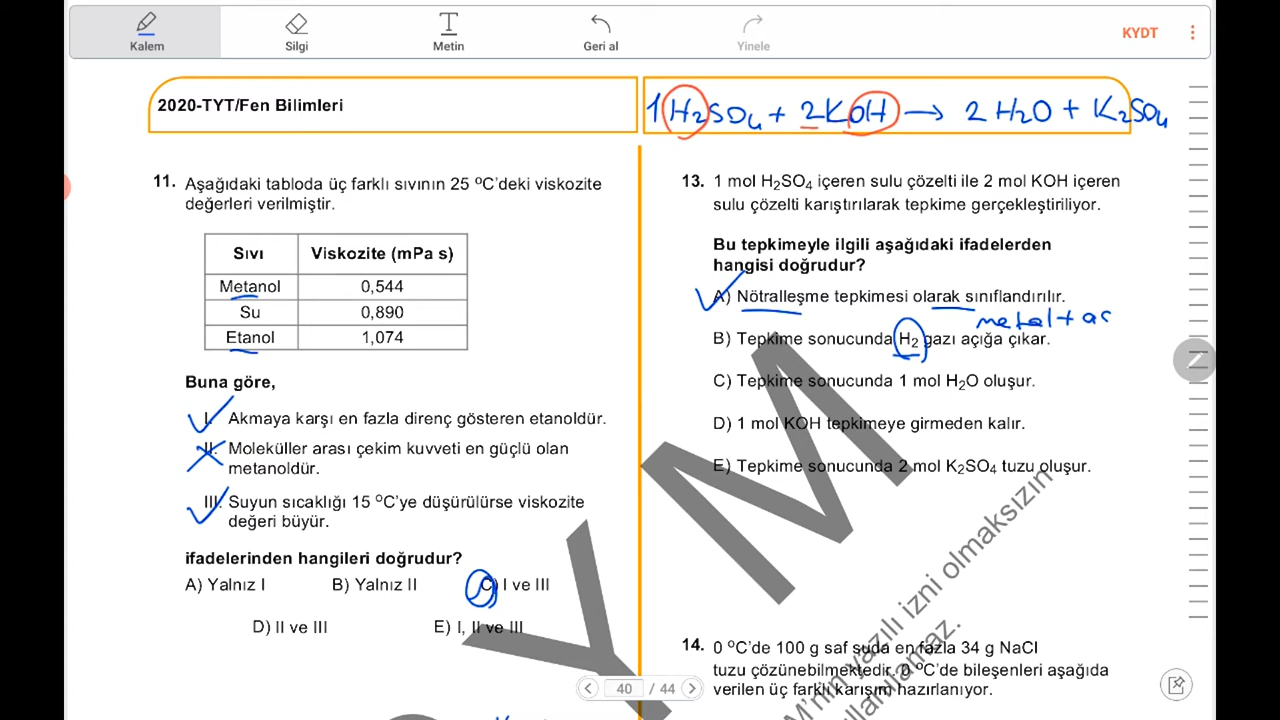 Kalem
Silgi
Metin
Geri al
Yinele
KYDT
2020-TYT/Fen Bilimleri
1 H₂SO₄ + 2KOH → 2 H₂O + K₂SO₄
11. Aşağıdaki tabloda üç farklı sıvının 25 ºC'deki viskozite
değerleri verilmiştir.
Sıvı Viskozite (mPa s)
Metanol 0,544
Su 0,890
Etanol 1,074
Buna göre,
I. Akmaya karşı en fazla direnç gösteren etanoldür.
II. Moleküller arası çekim kuvveti en güçlü olan
metanoldür.
III. Suyun sıcaklığı 15 ºC'ye düşürülürse viskozite
değeri büyür.
ifadelerinden hangileri doğrudur?
A) Yalnız I B) Yalnız II C) I ve III
D) II ve III E) I, II ve III
13. 1 mol H₂SO₄ içeren sulu çözelti ile 2 mol KOH içeren
sulu çözelti karıştırılarak tepkime gerçekleştiriliyor.
Bu tepkimeyle ilgili aşağıdaki ifadelerden
hangisi doğrudur?
A) Nötralleşme tepkimesi olarak sınıflandırılır.
metal + as
B) Tepkime sonucunda H₂ gazı açığa çıkar.
C) Tepkime sonucunda 1 mol H₂O oluşur.
D) 1 mol KOH tepkimeye girmeden kalır.
E) Tepkime sonucunda 2 mol K₂SO₄ tuzu oluşur.
14. 0 ºC'de 100 g saf suda en fazla 34 g NaCl
tuzu çözünebilmektedir. 0 ºC'de bileşenleri aşağıda
verilen üç farklı karışım hazırlanıyor.
YM
M'nin yazılı izni olmaksızın
kullanılamaz.
40 / 44